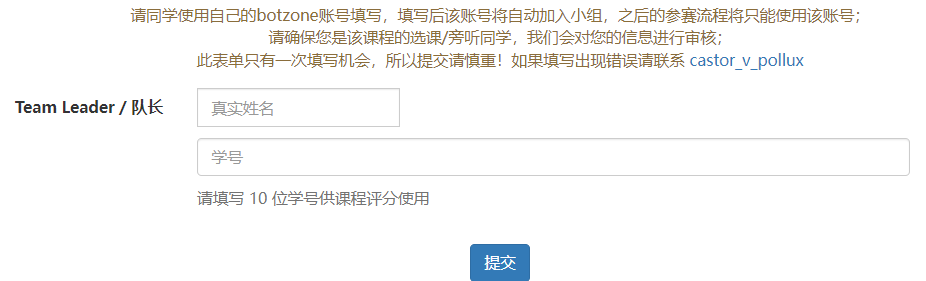 请同学使用自己的botzone账号填写，填写后该账号将自动加入小组，之后的参赛流程将只能使用该账号；
请确保您是该课程的选课/旁听同学，我们会对您的信息进行审核；
此表单只有一次填写机会，所以提交请慎重！如果填写出现错误请联系 castor_v_pollux
Team Leader / 队长
真实姓名
学号
请填写 10 位学号供课程评分使用
提交